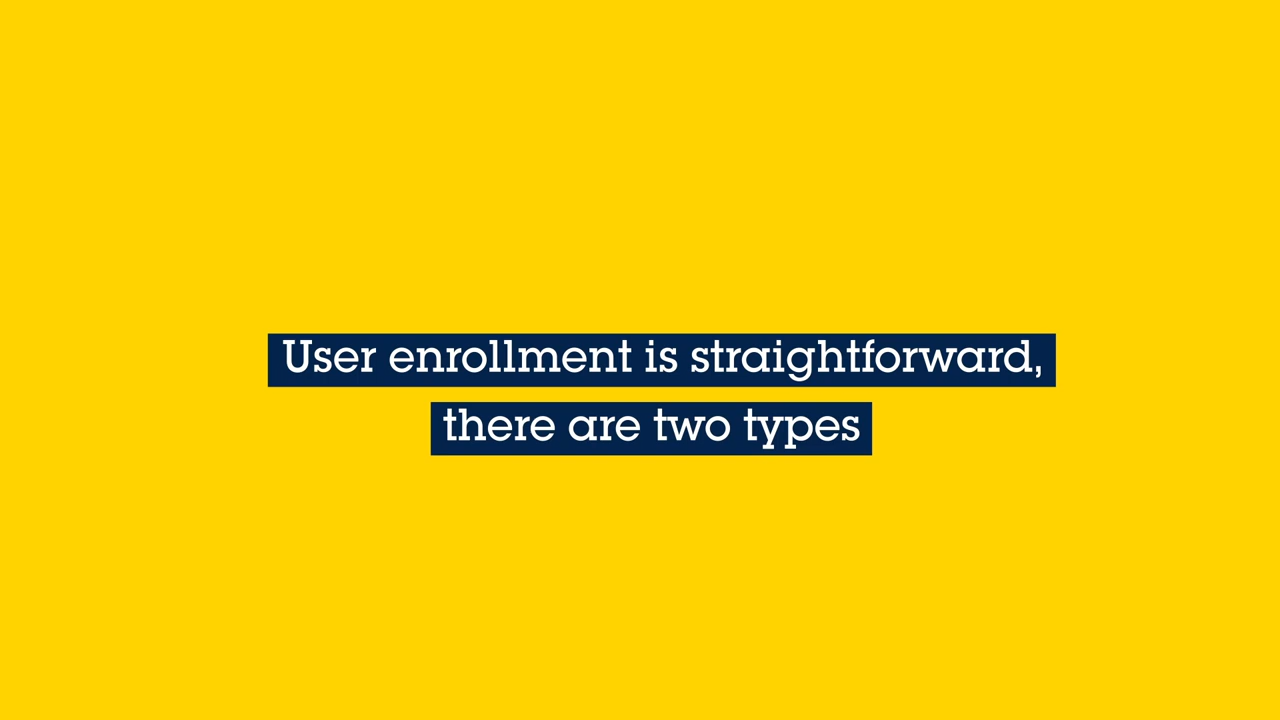 User enrollment is straightforward,
there are two types